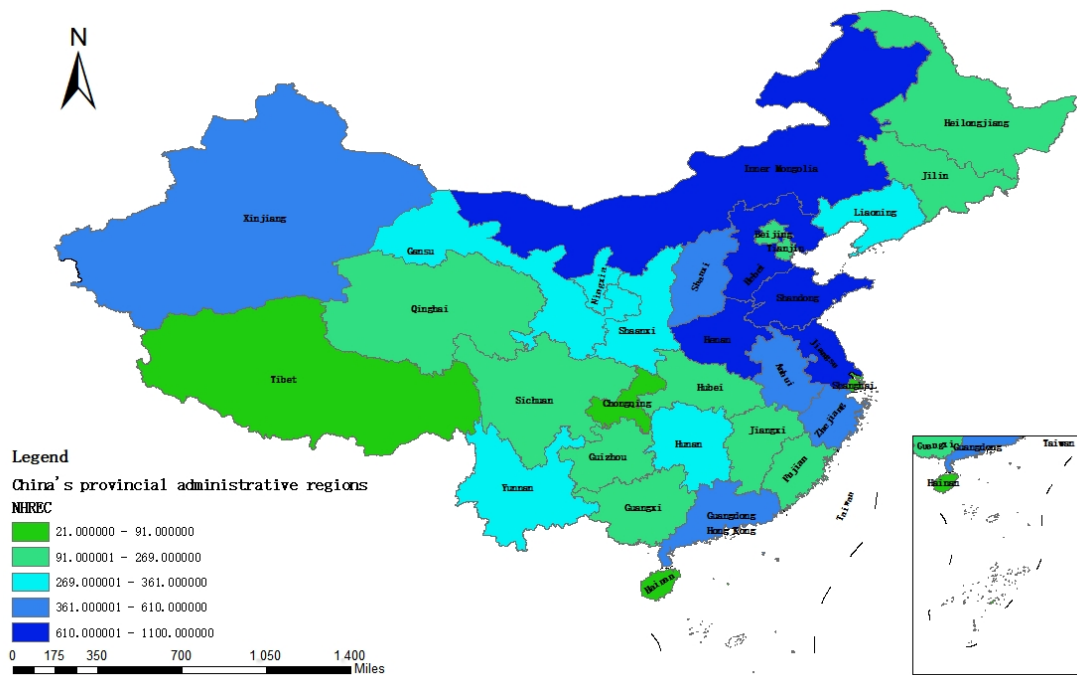 N
Heilongjiang
Inner Mongolia
Jilin
Xinjiang
Liaoning
Beijing
Tianjin
Gansu
Shanxi
Hebei
Ningxia
Shandong
Qinghai
Shaanxi
Henan
Jiangsu
Anhui
Tibet
Shanghai
Sichuan
Chongqing
Hubei
Zhejiang
Jiangxi
Hunan
Guizhou
Fujian
Yunnan
Guangxi
Guangdong
Hong Kong
Taiwan
Hainan
Guangxi
Guangdong
Taiwan
Hainan
Legend
China's provincial administrative regions
NHREC
21.000000 - 91.000000
91.000001 - 269.000000
269.000001 - 361.000000
361.000001 - 610.000000
610.000001 - 1100.000000
0 175 350 700 1,050 1,400
Miles